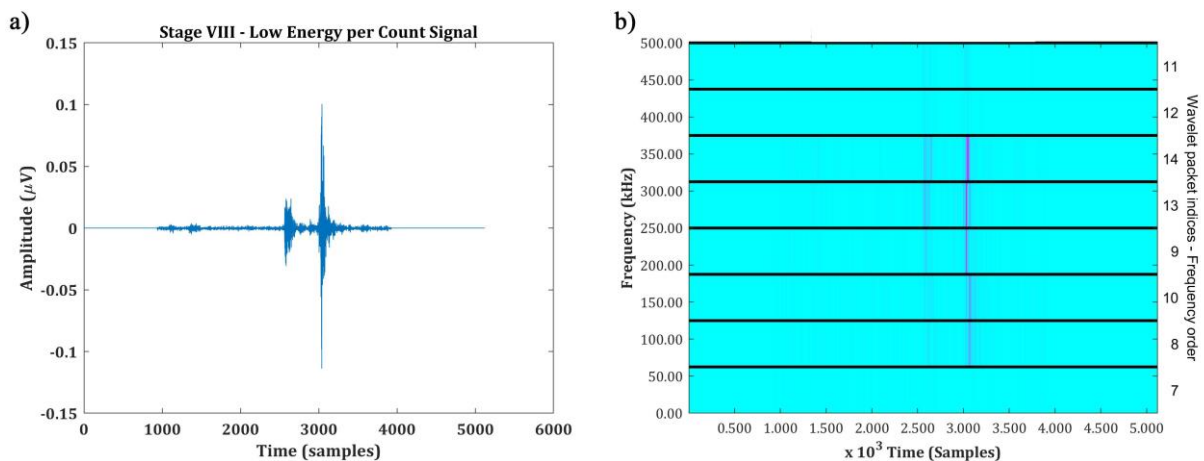 a)
Stage VIII - Low Energy per Count Signal
0.15
0.1
0.05
0
-0.05
-0.1
-0.15
Amplitude (μV)
0 1000 2000 3000 4000 5000 6000
Time (samples)
b)
500.00
450.00
400.00
350.00
300.00
250.00
200.00
150.00
100.00
50.00
0.00
Frequency (kHz)
0.500 1.000 1.500 2.000 2.500 3.000 3.500 4.000 4.500 5.000
x 10³ Time (Samples)
11
12
14
13
9
10
8
7
Wavelet packet indices - Frequency order